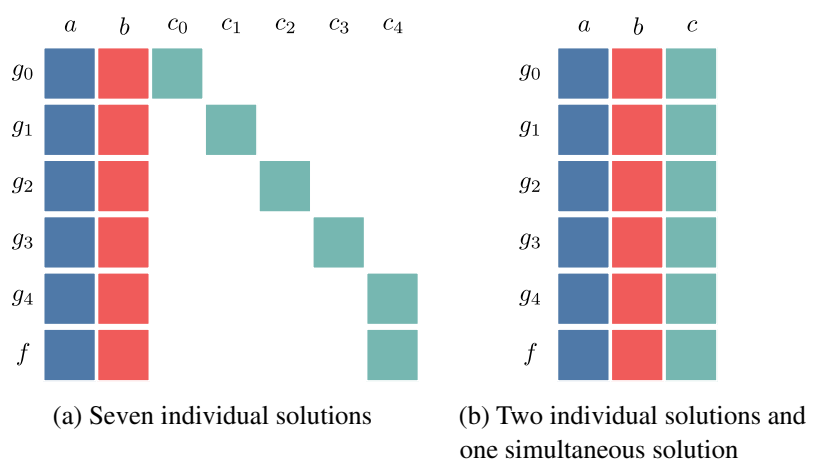 a b c₀ c₁ c₂ c₃ c₄
g₀
g₁
g₂
g₃
g₄
f
(a) Seven individual solutions
a b c
g₀
g₁
g₂
g₃
g₄
f
(b) Two individual solutions and
one simultaneous solution